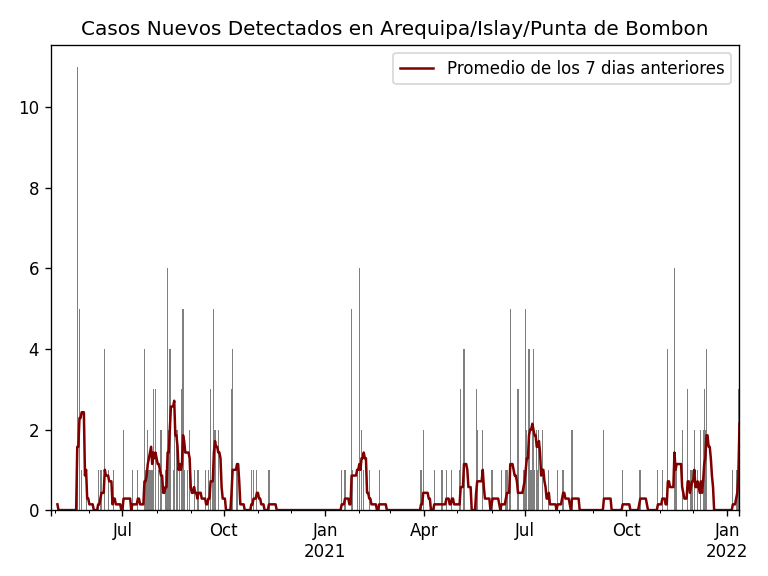 Casos Nuevos Detectados en Arequipa/Islay/Punta de Bombon
Promedio de los 7 dias anteriores
10
8
6
4
2
0
Jul
Oct
Jan
2021
Apr
Jul
Oct
Jan
2022